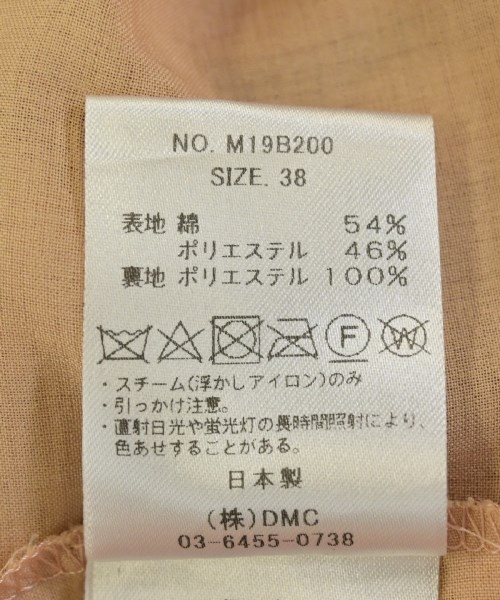 NO. M19B200
SIZE. 38
表地 綿 54%
ポリエステル 46%
裏地 ポリエステル 100%
F W
・スチーム(浮かしアイロン)のみ
・引っかけ注意。
・直射日光や蛍光灯の長時間照射により、
色あせすることがある。
日本製
(株)DMC
03-6455-0738